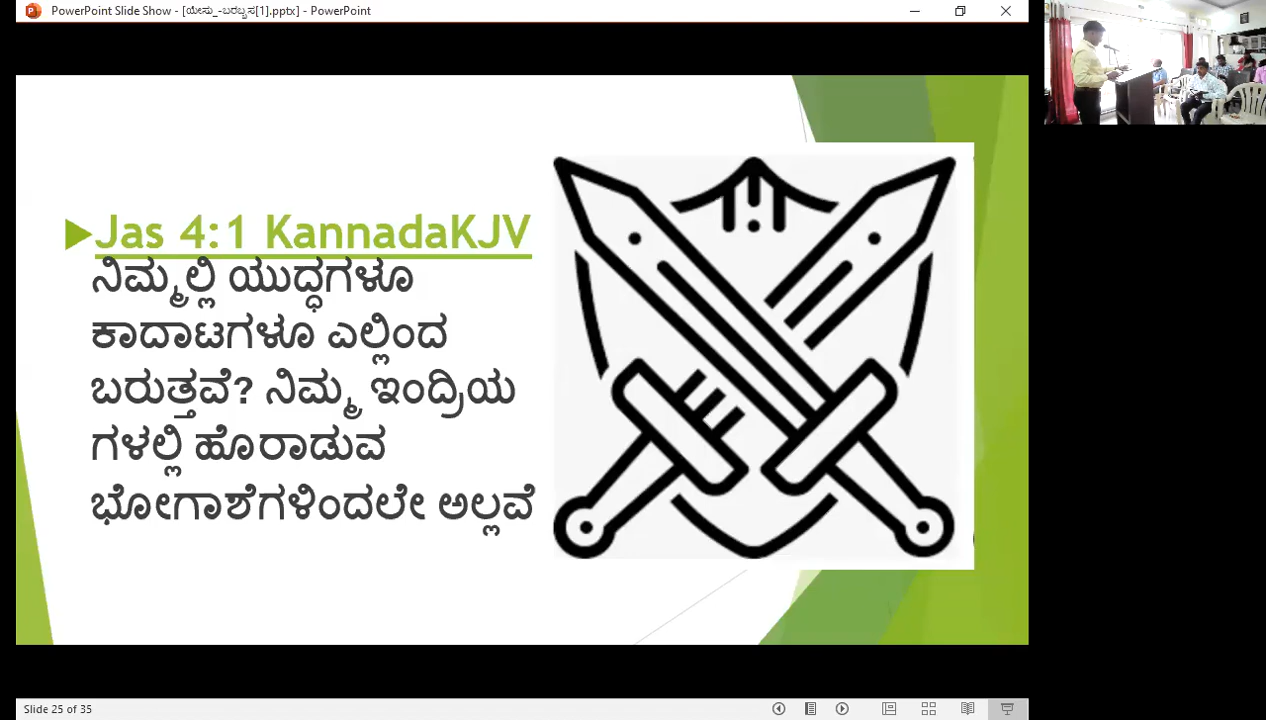 PowerPoint Slide Show - [ಯೇಸು_-ಬರಬ್ಬಸ[1].pptx] - PowerPoint
Jas 4:1 KannadaKJV
ನಿಮ್ಮಲ್ಲಿ ಯುದ್ಧಗಳೂ
ಕಾದಾಟಗಳೂ ಎಲ್ಲಿಂದ
ಬರುತ್ತವೆ? ನಿಮ್ಮ ಇಂದ್ರಿಯ
ಗಳಲ್ಲಿ ಹೊರಾಡುವ
ಭೋಗಾಶೆಗಳಿಂದಲೇ ಅಲ್ಲವೆ
Slide 25 of 35